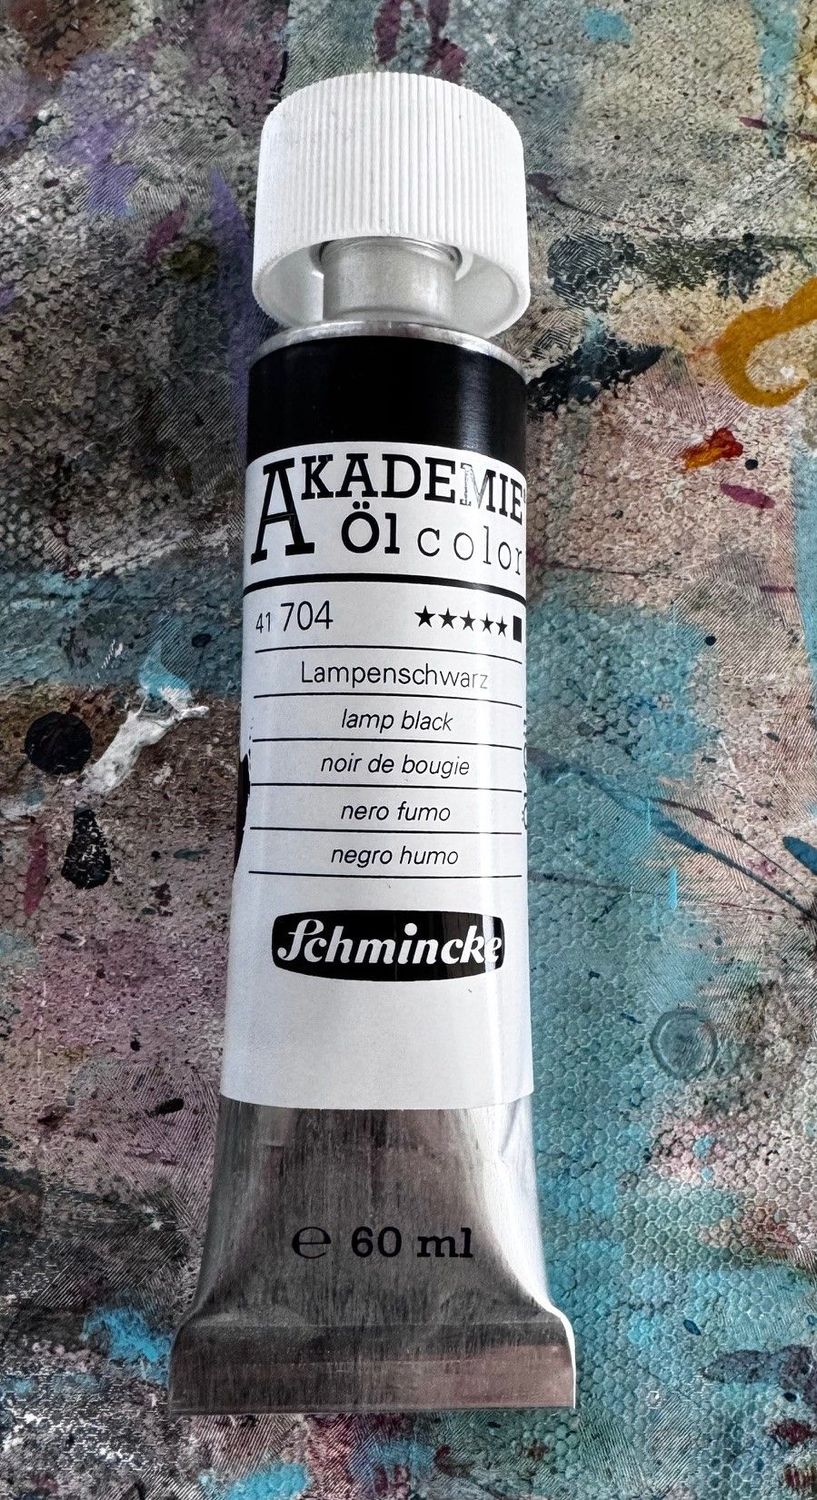 AKADEMIE
Öl color
41 704 ★★★★★■
Lampenschwarz
lamp black
noir de bougie
nero fumo
negro humo
Schmincke
℮ 60 ml